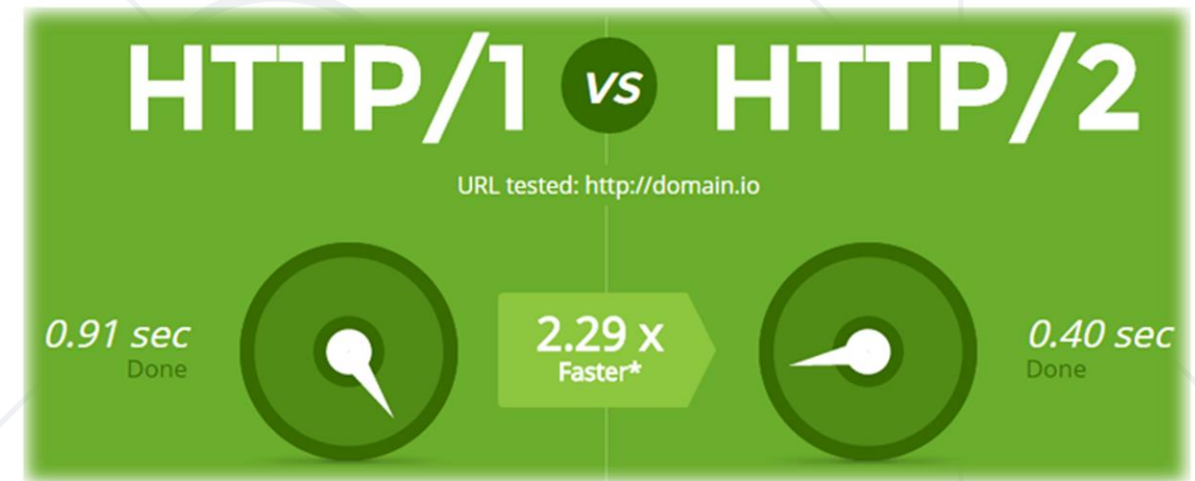 HTTP/1 VS HTTP/2
URL tested: http://domain.io
0.91 sec
Done
2.29 x
Faster*
0.40 sec
Done